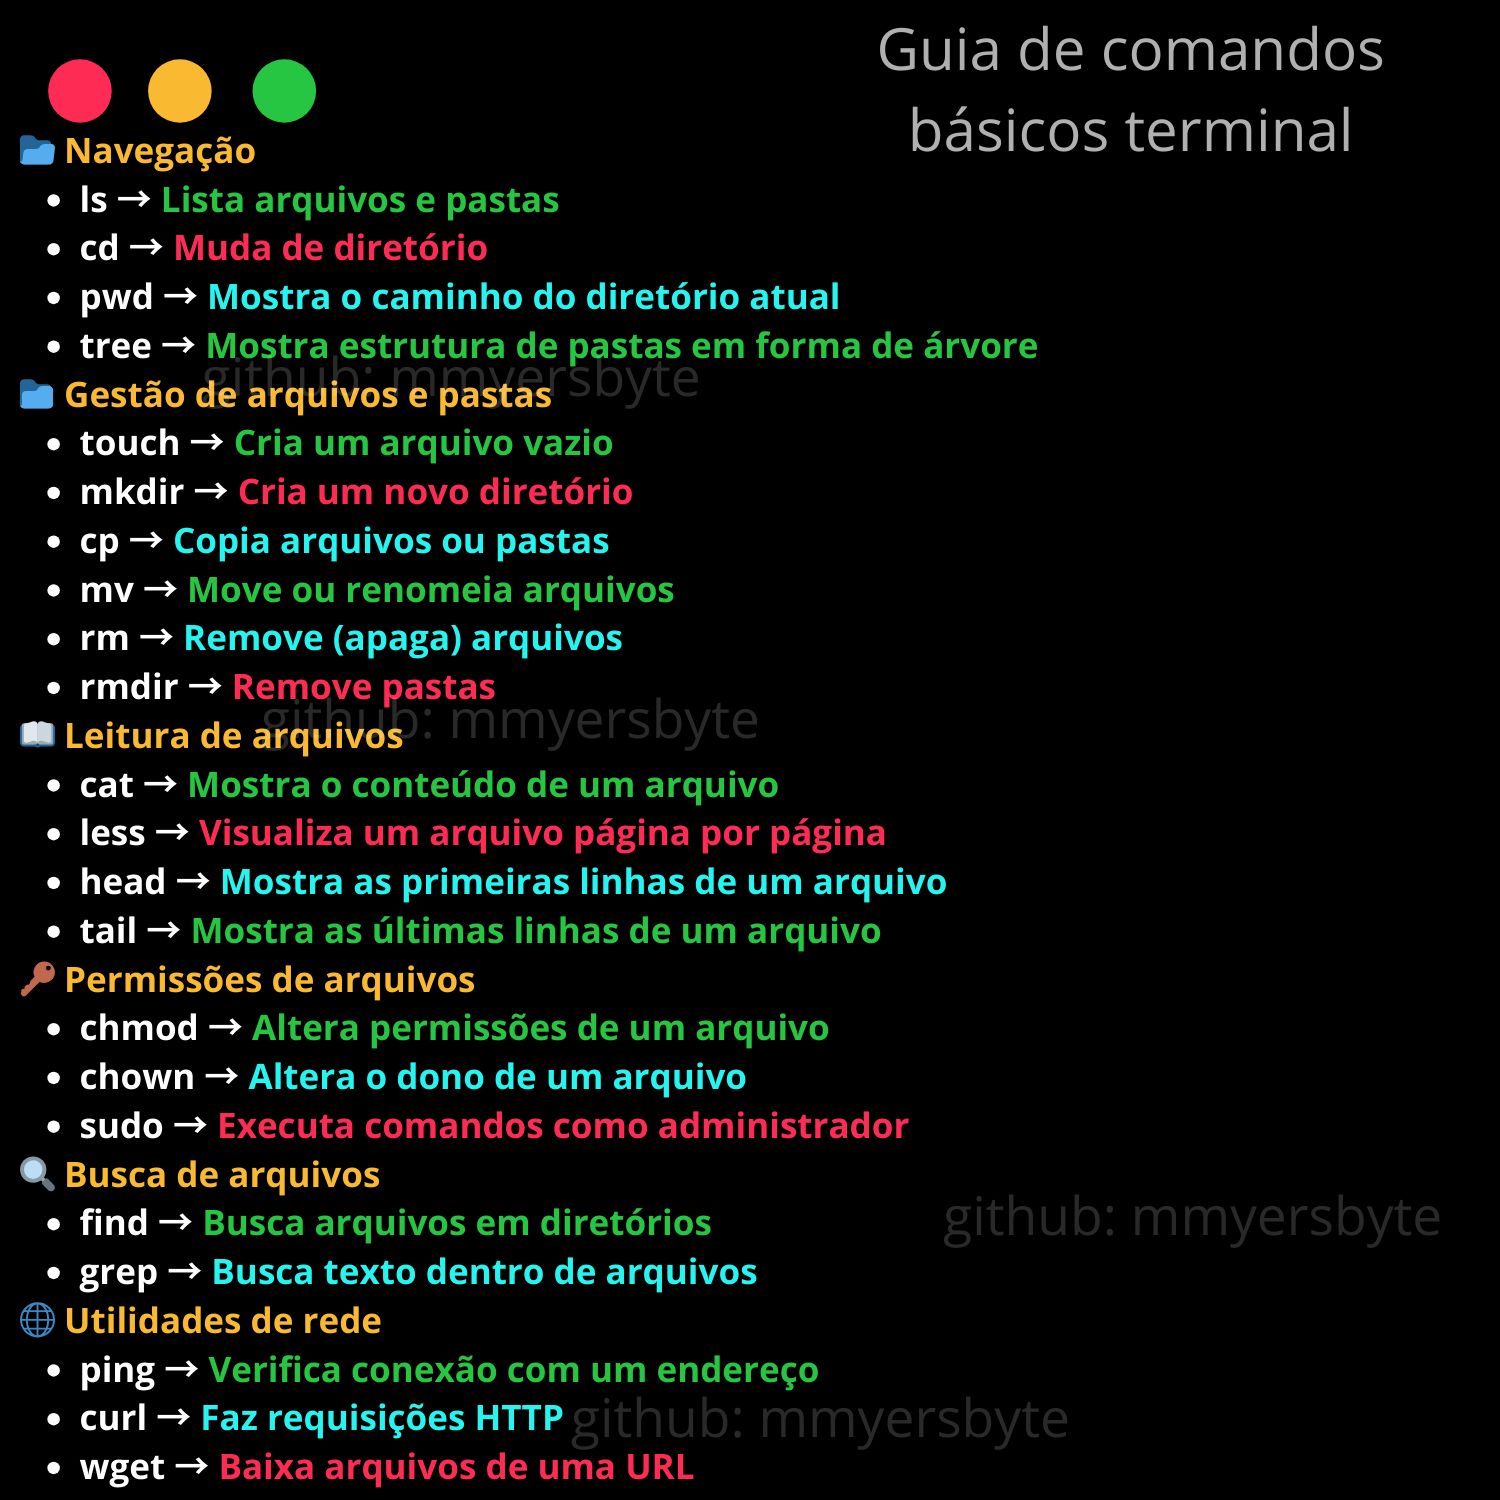 Guia de comandos
básicos terminal
Navegação
ls → Lista arquivos e pastas
cd → Muda de diretório
pwd → Mostra o caminho do diretório atual
tree → Mostra estrutura de pastas em forma de árvore
github: mmyersbyte
Gestão de arquivos e pastas
touch → Cria um arquivo vazio
mkdir → Cria um novo diretório
cp → Copia arquivos ou pastas
mv → Move ou renomeia arquivos
rm → Remove (apaga) arquivos
rmdir → Remove pastas
github: mmyersbyte
Leitura de arquivos
cat → Mostra o conteúdo de um arquivo
less → Visualiza um arquivo página por página
head → Mostra as primeiras linhas de um arquivo
tail → Mostra as últimas linhas de um arquivo
Permissões de arquivos
chmod → Altera permissões de um arquivo
chown → Altera o dono de um arquivo
sudo → Executa comandos como administrador
Busca de arquivos
find → Busca arquivos em diretórios
github: mmyersbyte
grep → Busca texto dentro de arquivos
Utilidades de rede
ping → Verifica conexão com um endereço
curl → Faz requisições HTTP
github: mmyersbyte
wget → Baixa arquivos de uma URL